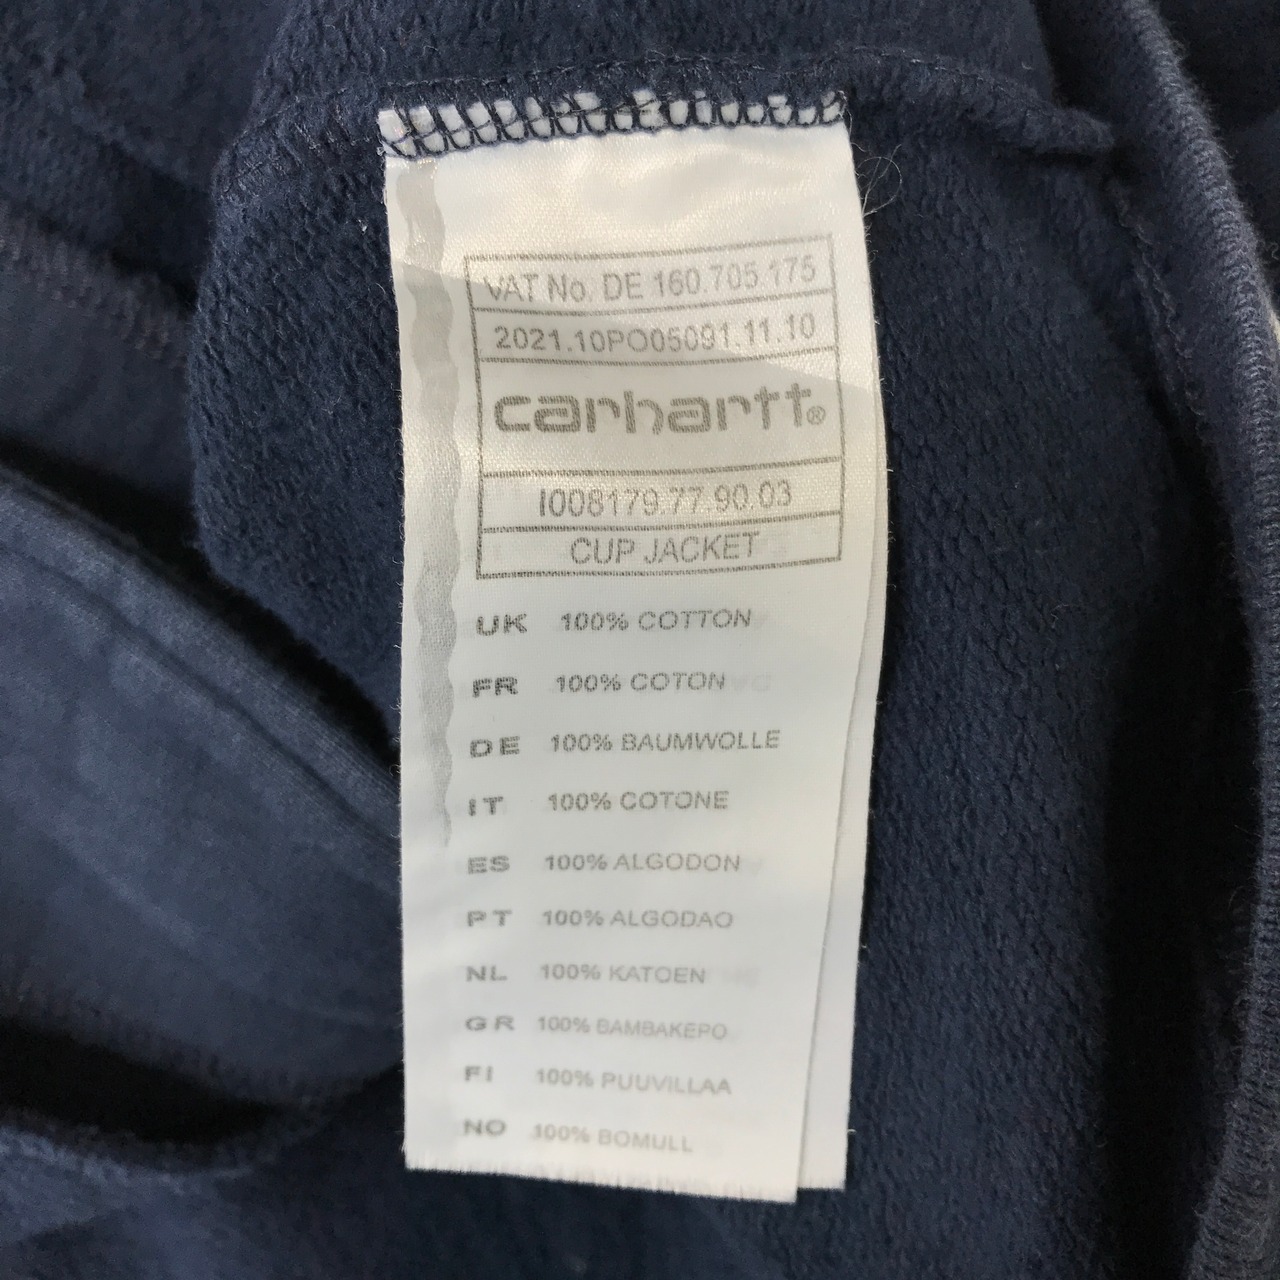 VAT No. DE 160.705.175
2021.10PO05091.11.10
carhartt®
I008179.77.90.03
CUP JACKET
UK 100% COTTON
FR 100% COTON
DE 100% BAUMWOLLE
IT 100% COTONE
ES 100% ALGODON
PT 100% ALGODAO
NL 100% KATOEN
GR 100% BAMBAKEPO
FI 100% PUUVILLAA
NO 100% BOMULL